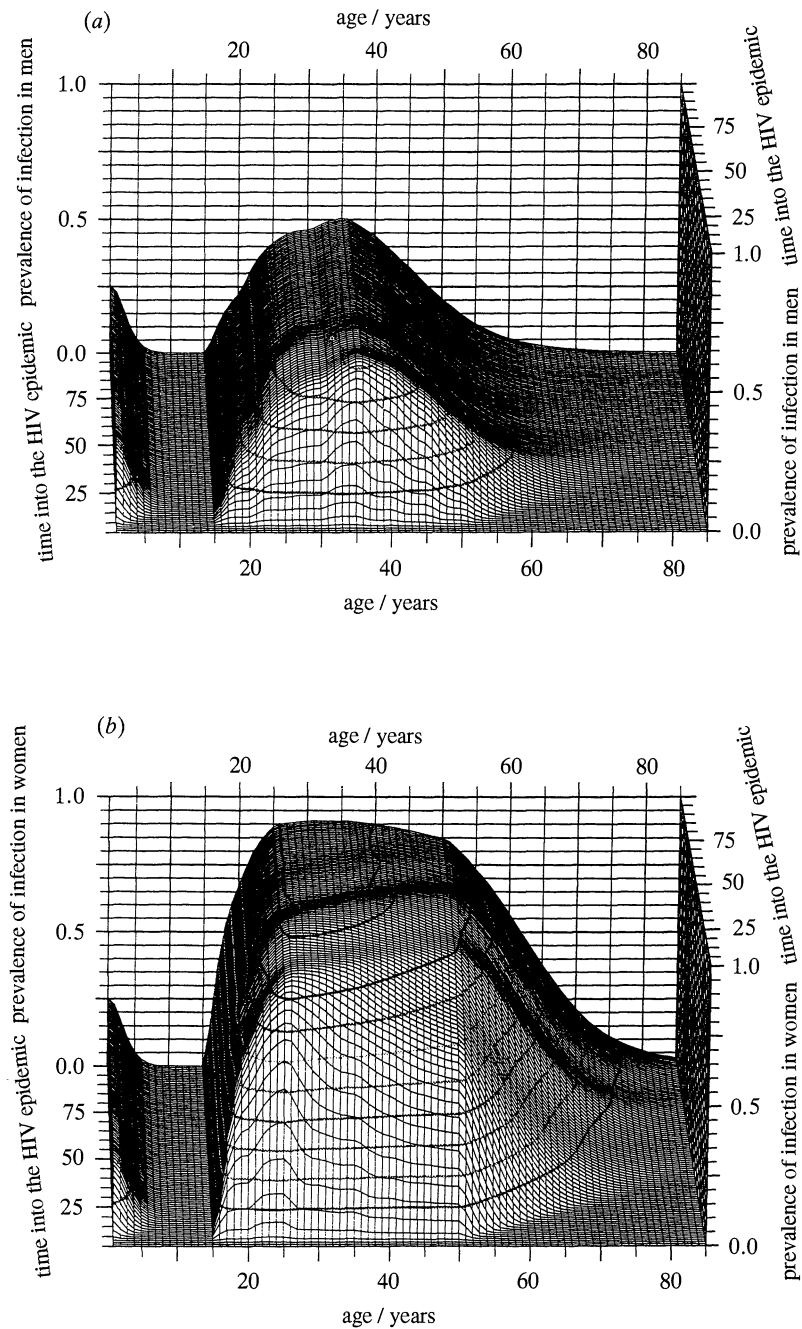 (a)
age / years
20 40 60 80
prevalence of infection in men
1.0
0.5
0.0
time into the HIV epidemic
75
50
25
time into the HIV epidemic
75
50
25
prevalence of infection in men
1.0
0.5
0.0
20 40 60 80
age / years
(b)
age / years
20 40 60 80
prevalence of infection in women
1.0
0.5
0.0
time into the HIV epidemic
75
50
25
time into the HIV epidemic
75
50
25
prevalence of infection in women
1.0
0.5
0.0
20 40 60 80
age / years